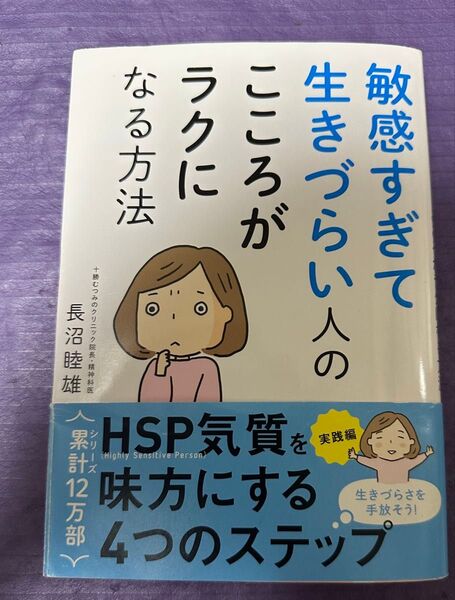 敏感すぎて
生きづらい人の
こころが
ラクに
なる方法
十勝むつみのクリニック院長・精神科医
長沼睦雄
シリーズ
累計12万部
HSP気質を
(Highly Sensitive Person)
味方にする
4つのステップ
実践編
生きづらさを
手放そう!